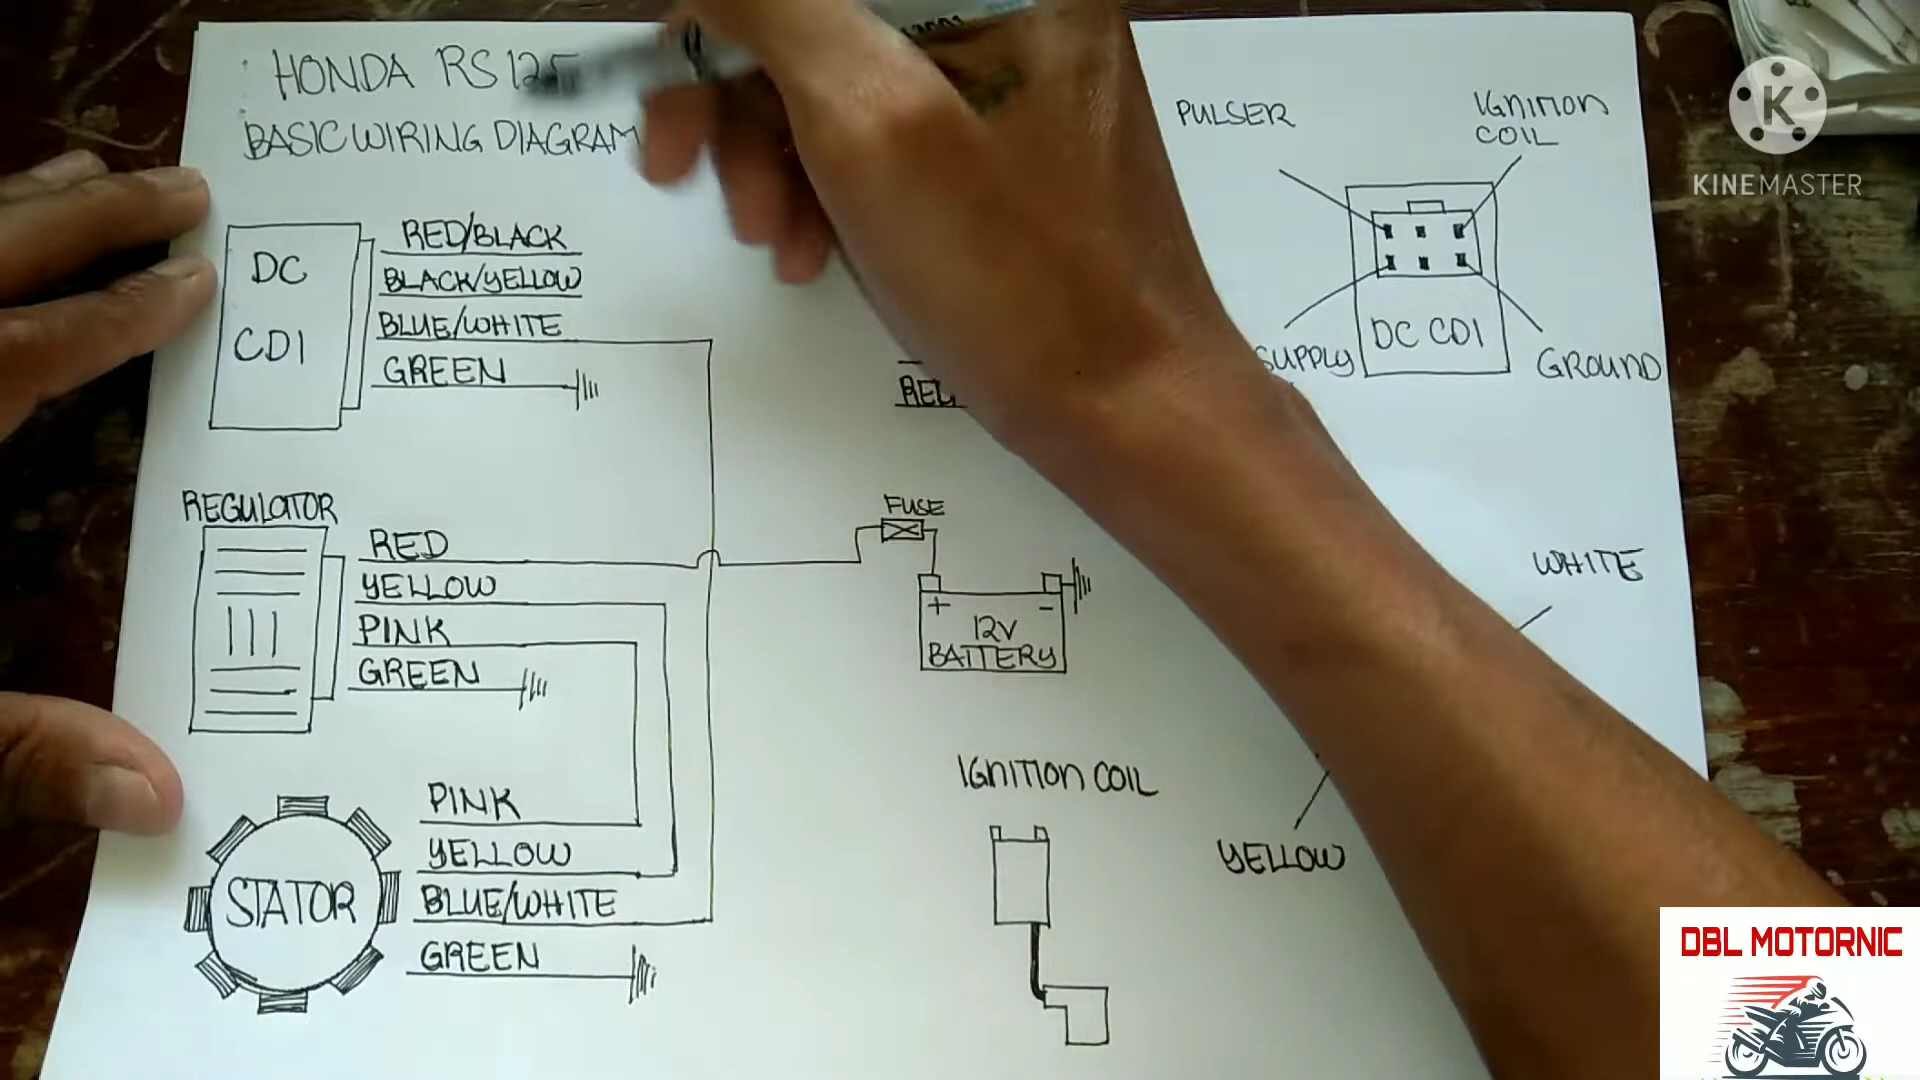 HONDA RS125
BASIC WIRING DIAGRAM
DC
CDI
RED/BLACK
BLACK/YELLOW
BLUE/WHITE
GREEN
REGULATOR
RED
YELLOW
PINK
GREEN
STATOR
PINK
YELLOW
BLUE/WHITE
GREEN
FUSE
+ -
12V
BATTERY
IGNITION COIL
PULSER
IGNITION
COIL
SUPPLY
DC CDI
GROUND
WHITE
YELLOW
K
KINEMASTER
DBL MOTORNIC